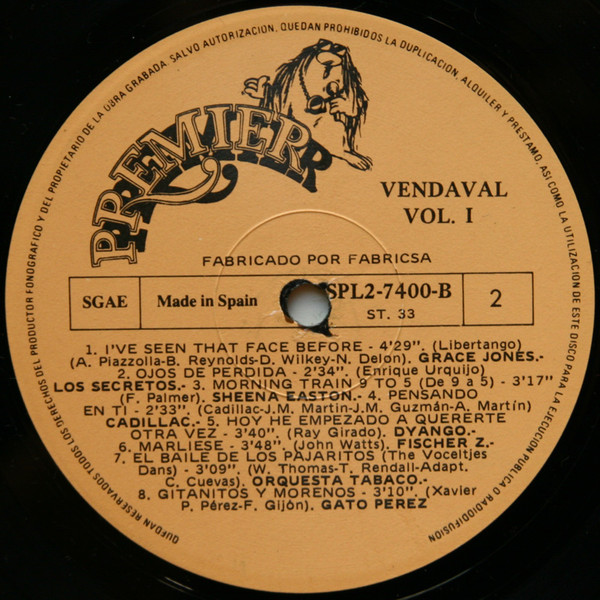 QUEDAN RESERVADOS TODOS LOS DERECHOS DEL PRODUCTOR FONOGRAFICO Y DEL PROPIETARIO DE LA OBRA GRABADA. SALVO AUTORIZACION, QUEDAN PROHIBIDOS LA DUPLICACION, ALQUILER Y PRESTAMO, ASI COMO LA UTILIZACION DE ESTE DISCO PARA LA EJECUCION PUBLICA O RADIODIFUSION
PREMIER
VENDAVAL
VOL. I
FABRICADO POR FABRICSA
SGAE
Made in Spain
SPL2-7400-B
ST. 33
2
1. I'VE SEEN THAT FACE BEFORE - 4'29". (Libertango)
(A. Piazzolla-B. Reynolds-D. Wilkey-N. Delon). GRACE JONES.-
2. OJOS DE PERDIDA - 2'34". (Enrique Urquijo)
LOS SECRETOS.- 3. MORNING TRAIN 9 TO 5 (De 9 a 5) - 3'17"
(F. Palmer). SHEENA EASTON.- 4. PENSANDO
EN TI - 2'33". (Cadillac-J.M. Martin-J.M. Guzmán-A. Martín)
CADILLAC.- 5. HOY HE EMPEZADO A QUERERTE
OTRA VEZ - 3'40". (Ray Girado). DYANGO.-
6. MARLIESE - 3'48". (John Watts). FISCHER Z.-
7. EL BAILE DE LOS PAJARITOS (The Voceltjes
Dans) - 3'09". (W. Thomas-T. Rendall-Adapt.
C. Cuevas). ORQUESTA TABACO.-
8. GITANITOS Y MORENOS - 3'10". (Xavier
P. Pérez-F. Gijón). GATO PEREZ